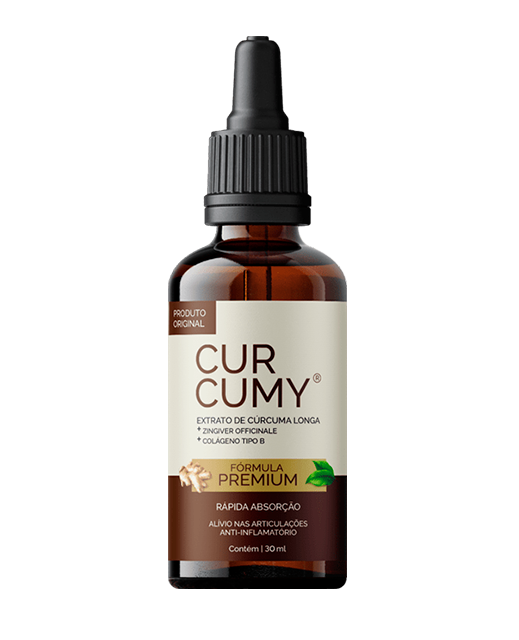 PRODUTO
ORIGINAL
CUR
CUMY®
EXTRATO DE CÚRCUMA LONGA
+ ZINGIVER OFFICINALE
+ COLÁGENO TIPO B
FÓRMULA
PREMIUM
RÁPIDA ABSORÇÃO
ALÍVIO NAS ARTICULAÇÕES
ANTI-INFLAMATÓRIO
Contém | 30 ml